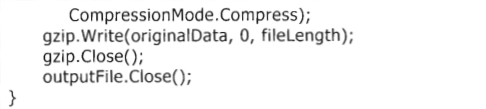 CompressionMode.Compress);
gzip.Write(originalData, 0, fileLength);
gzip.Close();
outputFile.Close();
}